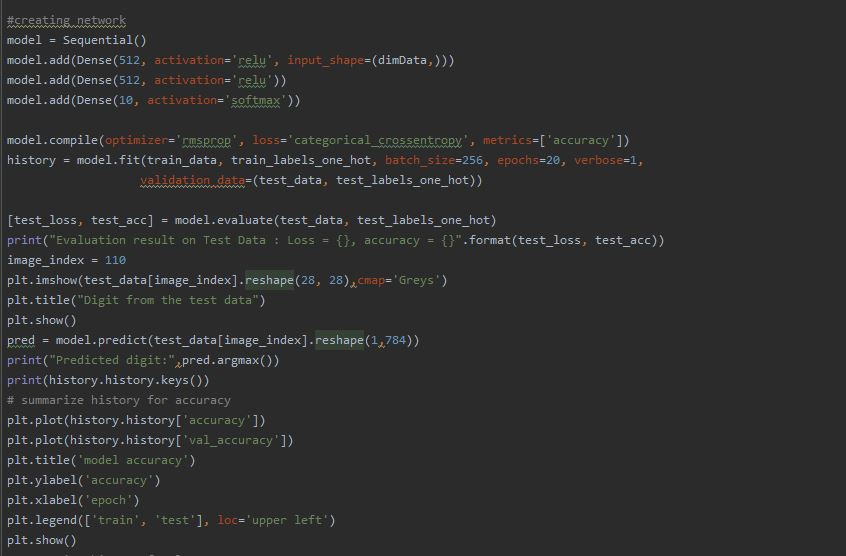 #creating network
model = Sequential()
model.add(Dense(512, activation='relu', input_shape=(dimData,)))
model.add(Dense(512, activation='relu'))
model.add(Dense(10, activation='softmax'))
model.compile(optimizer='rmsprop', loss='categorical_crossentropy', metrics=['accuracy'])
history = model.fit(train_data, train_labels_one_hot, batch_size=256, epochs=20, verbose=1,
validation_data=(test_data, test_labels_one_hot))
[test_loss, test_acc] = model.evaluate(test_data, test_labels_one_hot)
print("Evaluation result on Test Data : Loss = {}, accuracy = {}".format(test_loss, test_acc))
image_index = 110
plt.imshow(test_data[image_index].reshape(28, 28),cmap='Greys')
plt.title("Digit from the test data")
plt.show()
pred = model.predict(test_data[image_index].reshape(1,784))
print("Predicted digit:",pred.argmax())
print(history.history.keys())
# summarize history for accuracy
plt.plot(history.history['accuracy'])
plt.plot(history.history['val_accuracy'])
plt.title('model accuracy')
plt.ylabel('accuracy')
plt.xlabel('epoch')
plt.legend(['train', 'test'], loc='upper left')
plt.show()